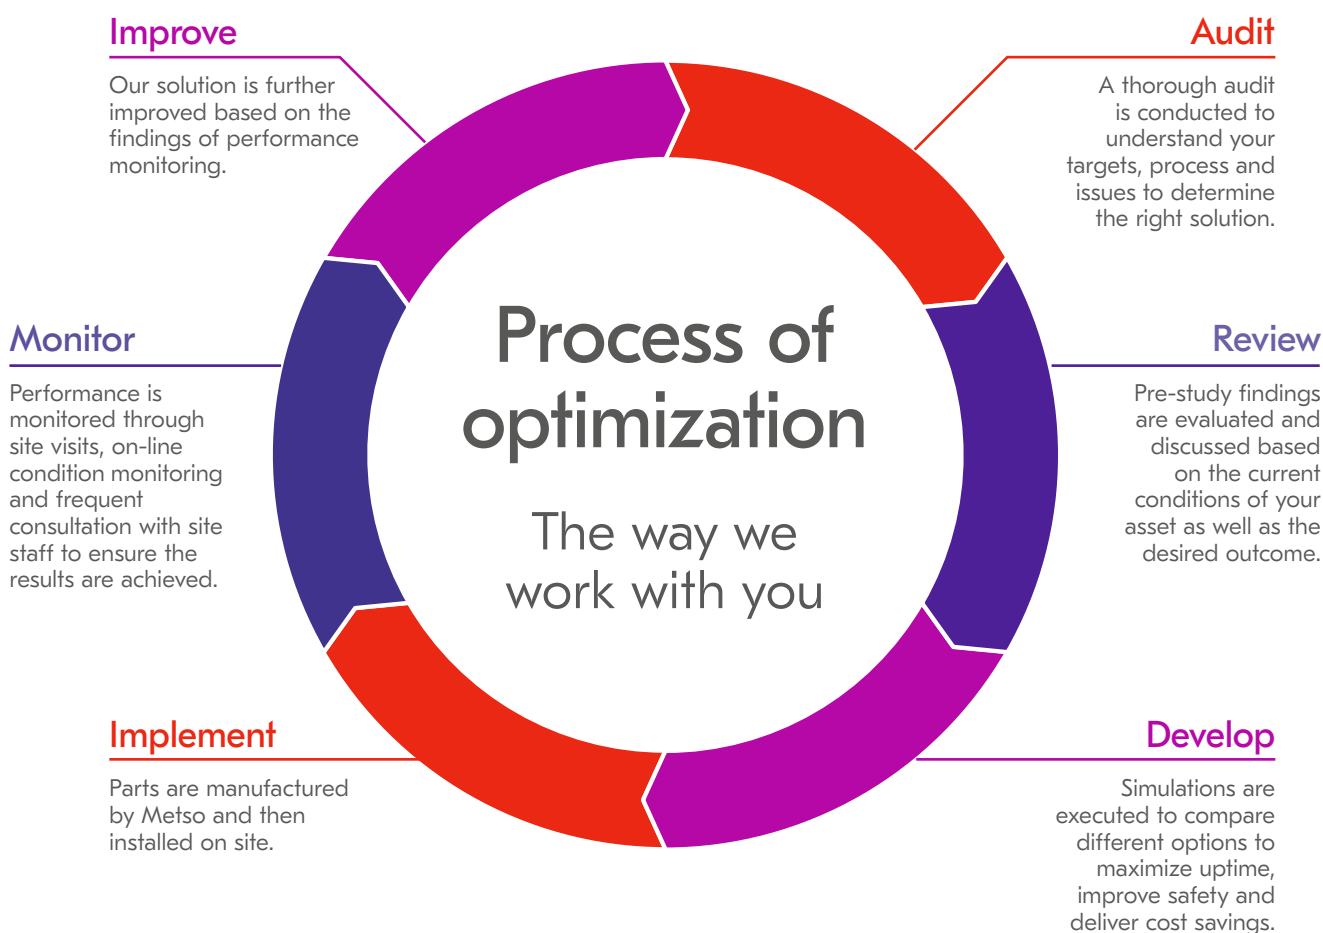 Improve
Our solution is further
improved based on the
findings of performance
monitoring.
Audit
A thorough audit
is conducted to
understand your
targets, process and
issues to determine
the right solution.
Process of
optimization
The way we
work with you
Monitor
Performance is
monitored through
site visits, on-line
condition monitoring
and frequent
consultation with site
staff to ensure the
results are achieved.
Review
Pre-study findings
are evaluated and
discussed based
on the current
conditions of your
asset as well as the
desired outcome.
Implement
Parts are manufactured
by Metso and then
installed on site.
Develop
Simulations are
executed to compare
different options to
maximize uptime,
improve safety and
deliver cost savings.